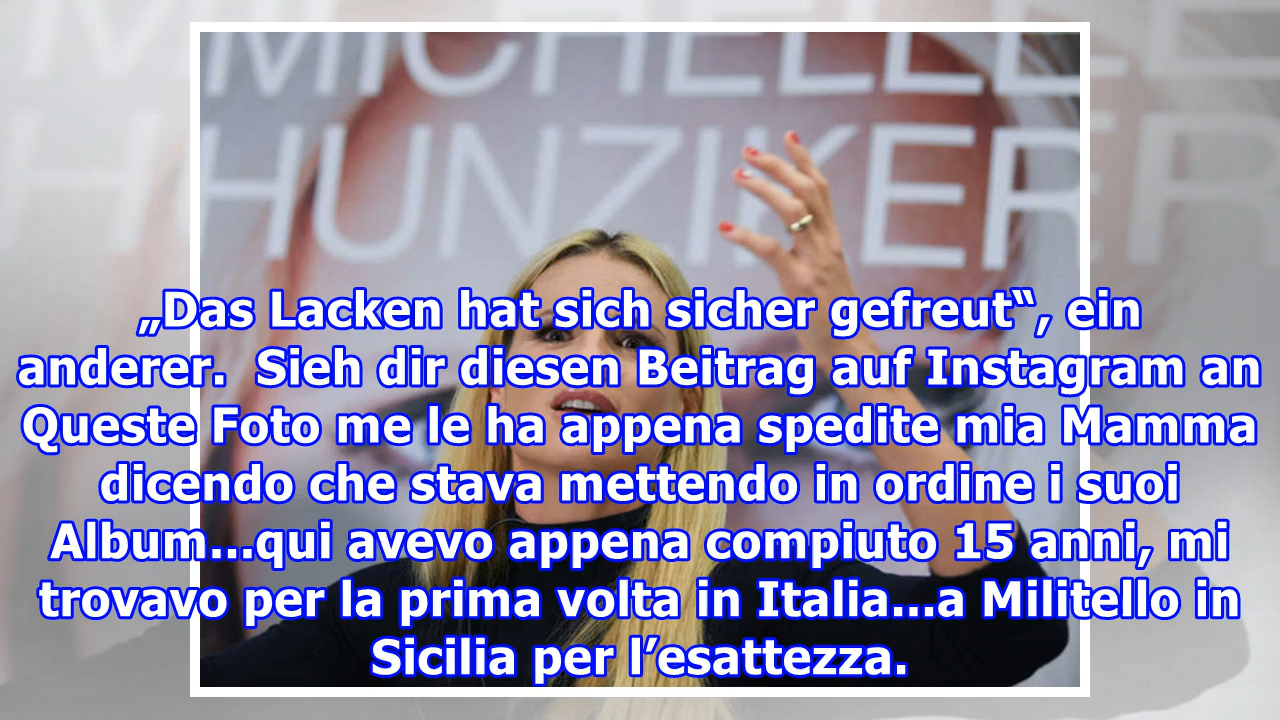 MICHELLE
HUNZIKER
„Das Lacken hat sich sicher gefreut“, ein
anderer.  Sieh dir diesen Beitrag auf Instagram an
Queste Foto me le ha appena spedite mia Mamma
dicendo che stava mettendo in ordine i suoi
Album...qui avevo appena compiuto 15 anni, mi
trovavo per la prima volta in Italia...a Militello in
Sicilia per l’esattezza.